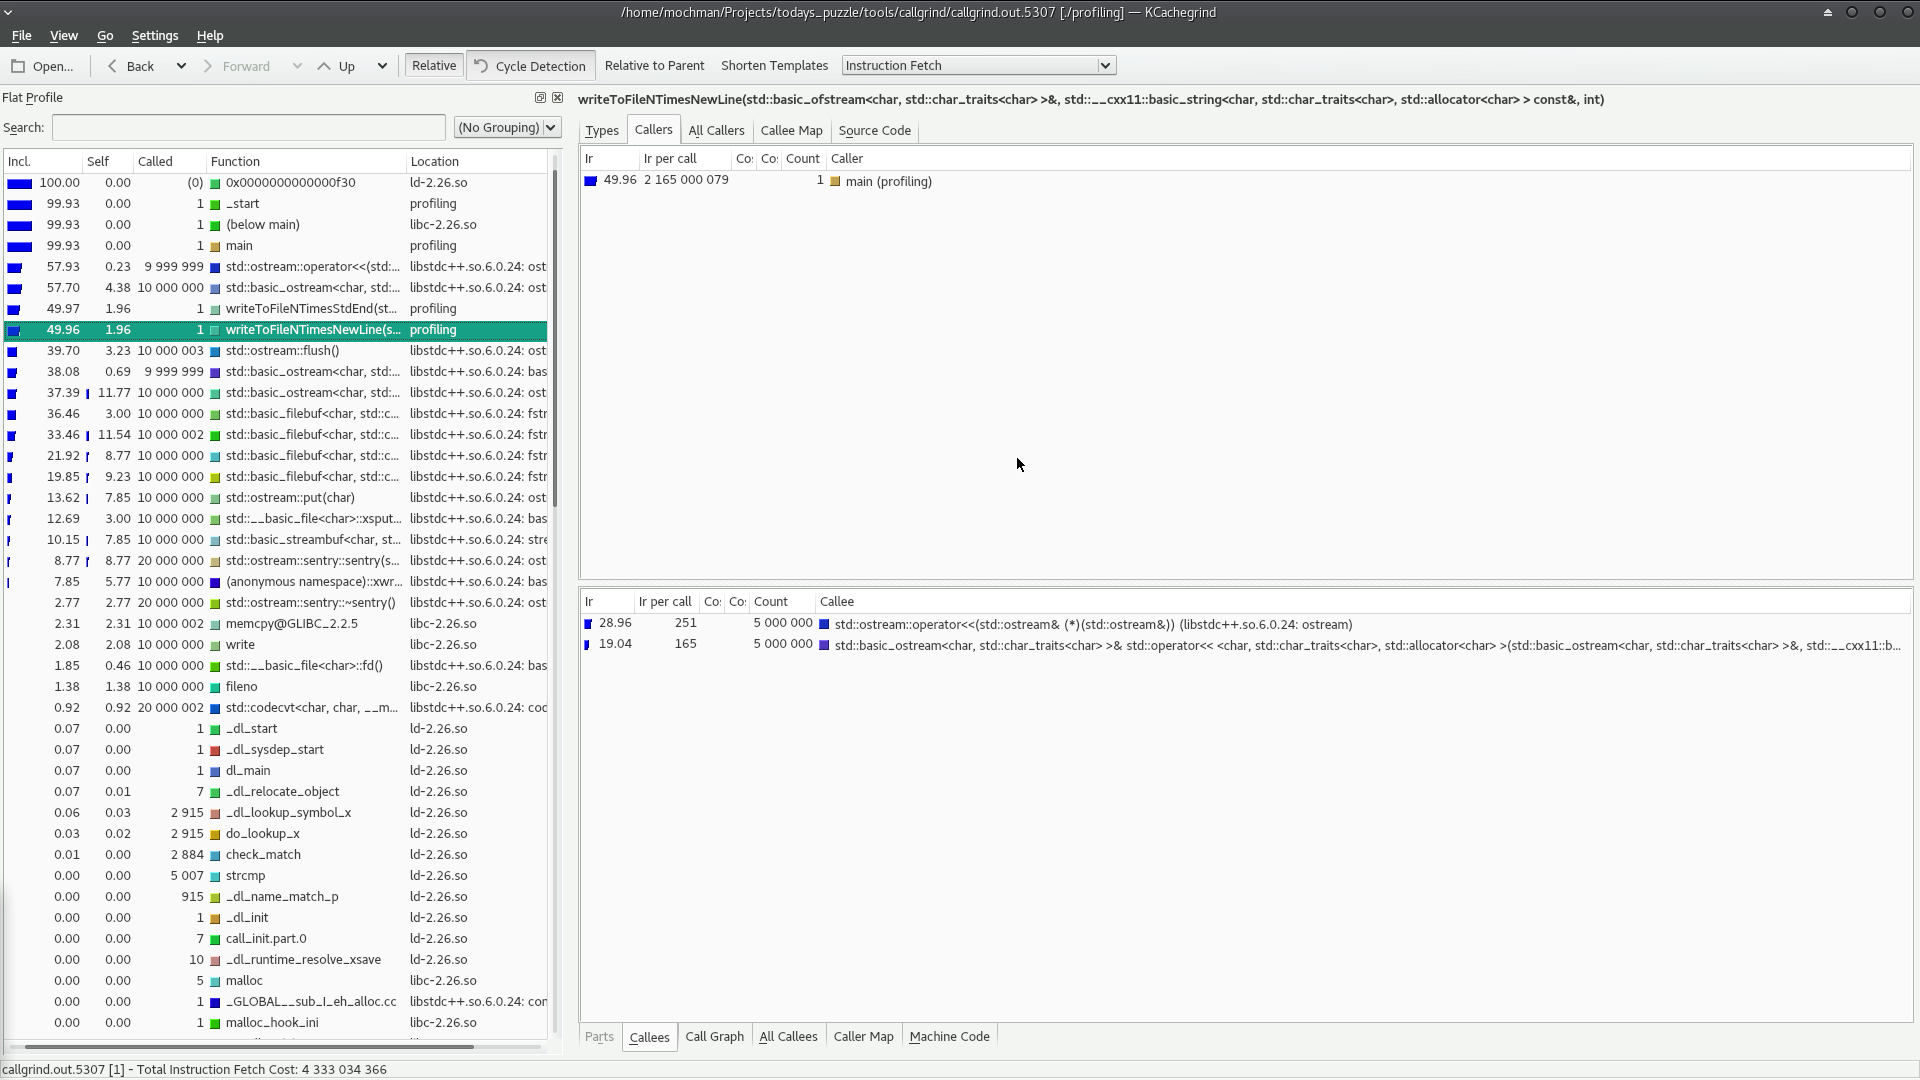 /home/mochman/Projects/todays_puzzle/tools/callgrind/callgrind.out.5307 [./profiling] — KCachegrind
File View Go Settings Help
Open... Back Forward Up Relative Cycle Detection Relative to Parent Shorten Templates Instruction Fetch
Flat Profile
Search: (No Grouping)
Incl. Self Called Function Location
100.00 0.00 (0) 0x0000000000000f30 ld-2.26.so
99.93 0.00 1 _start profiling
99.93 0.00 1 (below main) libc-2.26.so
99.93 0.00 1 main profiling
57.93 0.23 9 999 999 std::ostream::operator<<(std:... libstdc++.so.6.0.24: ost
57.70 4.38 10 000 000 std::basic_ostream<char, std:... libstdc++.so.6.0.24: ost
49.97 1.96 1 writeToFileNTimesStdEnd(st... profiling
49.96 1.96 1 writeToFileNTimesNewLine(s... profiling
39.70 3.23 10 000 003 std::ostream::flush() libstdc++.so.6.0.24: ost
38.08 0.69 9 999 999 std::basic_ostream<char, std:... libstdc++.so.6.0.24: bas
37.39 11.77 10 000 000 std::basic_ostream<char, std:... libstdc++.so.6.0.24: ost
36.46 3.00 10 000 000 std::basic_filebuf<char, std::c... libstdc++.so.6.0.24: fstr
33.46 11.54 10 000 002 std::basic_filebuf<char, std::c... libstdc++.so.6.0.24: fstr
21.92 8.77 10 000 000 std::basic_filebuf<char, std::c... libstdc++.so.6.0.24: fstr
19.85 9.23 10 000 000 std::basic_filebuf<char, std::c... libstdc++.so.6.0.24: fstr
13.62 7.85 10 000 000 std::ostream::put(char) libstdc++.so.6.0.24: ost
12.69 3.00 10 000 000 std::__basic_file<char>::xsput... libstdc++.so.6.0.24: bas
10.15 7.85 10 000 000 std::basic_streambuf<char, st... libstdc++.so.6.0.24: stre
8.77 8.77 20 000 000 std::ostream::sentry::sentry(s... libstdc++.so.6.0.24: ost
7.85 5.77 10 000 000 (anonymous namespace)::xwr... libstdc++.so.6.0.24: bas
2.77 2.77 20 000 000 std::ostream::sentry::~sentry() libstdc++.so.6.0.24: ost
2.31 2.31 10 000 002 memcpy@GLIBC_2.2.5 libc-2.26.so
2.08 2.08 10 000 000 write libc-2.26.so
1.85 0.46 10 000 000 std::__basic_file<char>::fd() libstdc++.so.6.0.24: bas
1.38 1.38 10 000 000 fileno libc-2.26.so
0.92 0.92 20 000 002 std::codecvt<char, char, __m... libstdc++.so.6.0.24: coc
0.07 0.00 1 _dl_start ld-2.26.so
0.07 0.00 1 _dl_sysdep_start ld-2.26.so
0.07 0.00 1 dl_main ld-2.26.so
0.07 0.01 7 _dl_relocate_object ld-2.26.so
0.06 0.03 2 915 _dl_lookup_symbol_x ld-2.26.so
0.03 0.02 2 915 do_lookup_x ld-2.26.so
0.01 0.00 2 884 check_match ld-2.26.so
0.00 0.00 5 007 strcmp ld-2.26.so
0.00 0.00 915 _dl_name_match_p ld-2.26.so
0.00 0.00 1 _dl_init ld-2.26.so
0.00 0.00 7 call_init.part.0 ld-2.26.so
0.00 0.00 10 _dl_runtime_resolve_xsave ld-2.26.so
0.00 0.00 5 malloc libc-2.26.so
0.00 0.00 1 _GLOBAL__sub_I_eh_alloc.cc libstdc++.so.6.0.24: con
0.00 0.00 1 malloc_hook_ini libc-2.26.so
writeToFileNTimesNewLine(std::basic_ofstream<char, std::char_traits<char> >&, std::__cxx11::basic_string<char, std::char_traits<char>, std::allocator<char> > const&, int)
Types Callers All Callers Callee Map Source Code
Ir Ir per call Co: Co: Count Caller
49.96 2 165 000 079 1 main (profiling)
Ir Ir per call Co: Co: Count Callee
28.96 251 5 000 000 std::ostream::operator<<(std::ostream& (*)(std::ostream&)) (libstdc++.so.6.0.24: ostream)
19.04 165 5 000 000 std::basic_ostream<char, std::char_traits<char> >& std::operator<< <char, std::char_traits<char>, std::allocator<char> >(std::basic_ostream<char, std::char_traits<char> >&, std::__cxx11::b...
Parts Callees Call Graph All Callees Caller Map Machine Code
callgrind.out.5307 [1] - Total Instruction Fetch Cost: 4 333 034 366